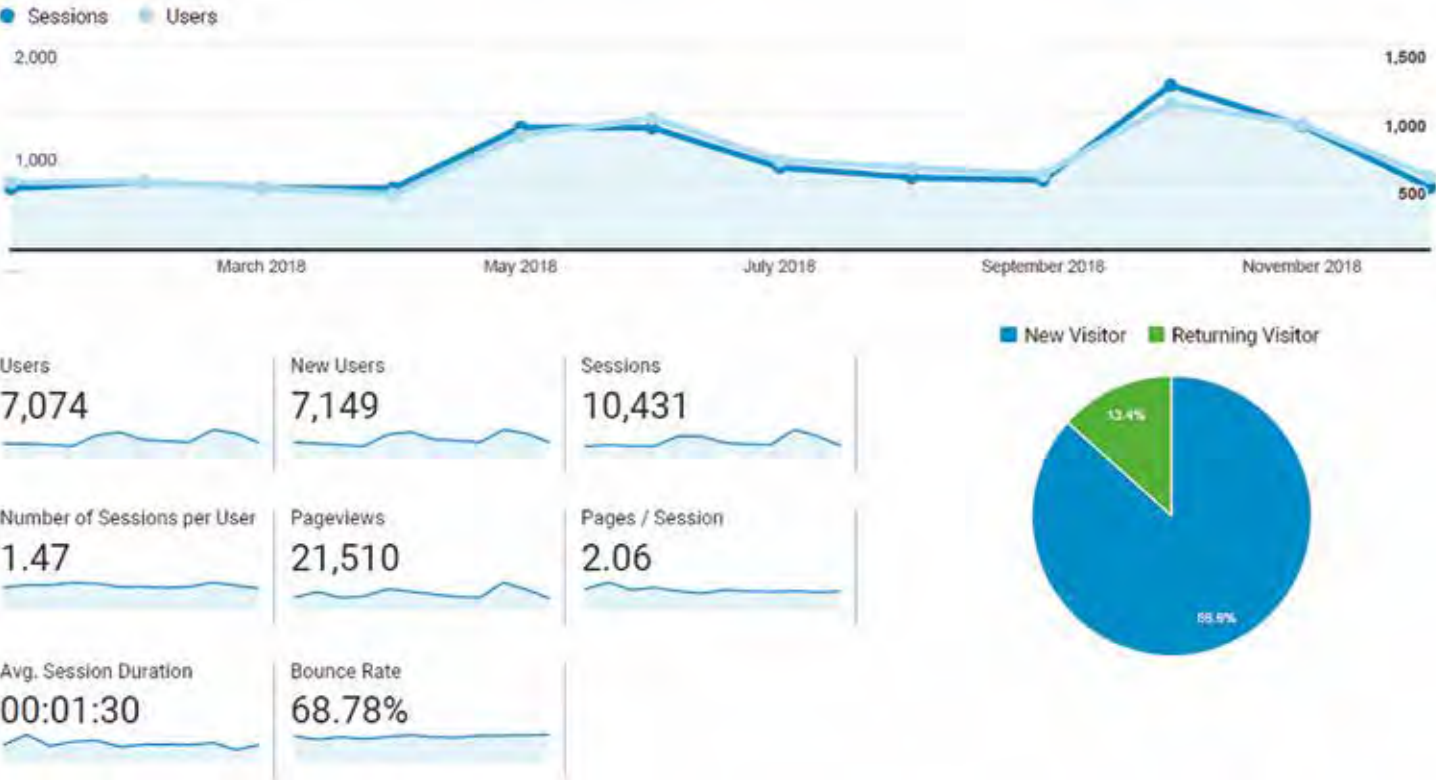 Sessions Users
2,000 1,500
1,000 1,000
500
... March 2018 May 2018 July 2018 September 2018 November 2018
New Visitor Returning Visitor
Users New Users Sessions
7,074 7,149 10,431
13.4%
Number of Sessions per User Pageviews Pages / Session
1.47 21,510 2.06
Avg. Session Duration Bounce Rate
00:01:30 68.78%